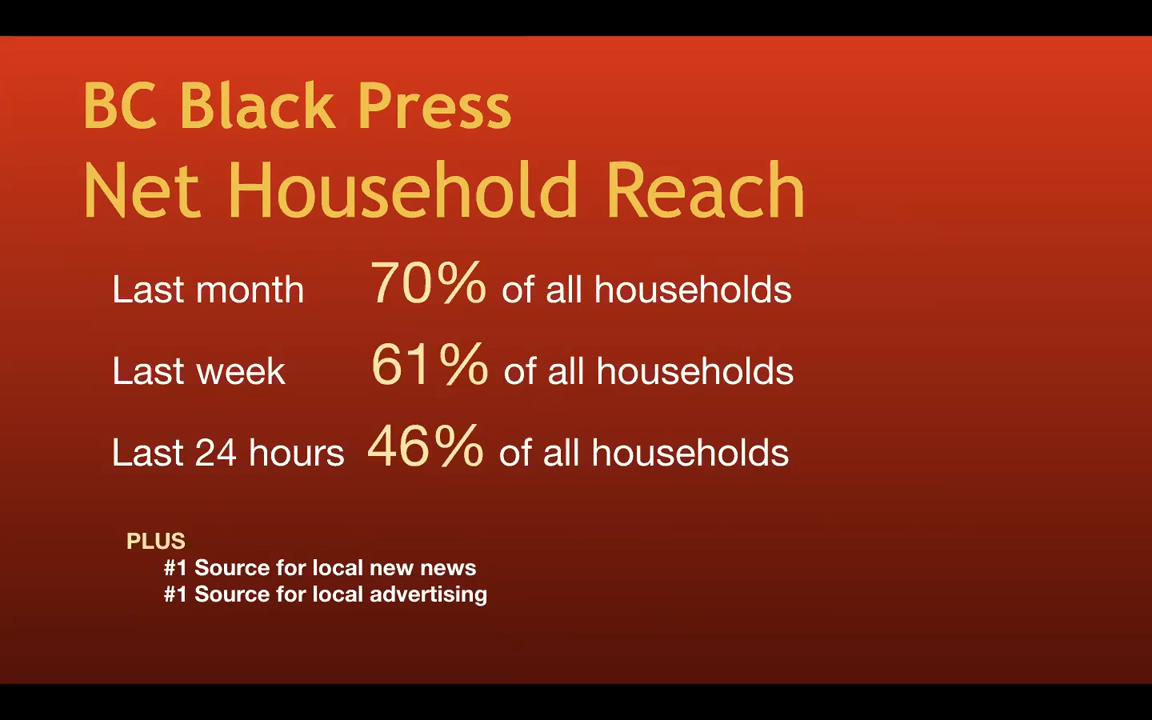 BC Black Press
Net Household Reach
Last month 70% of all households
Last week 61% of all households
Last 24 hours 46% of all households
PLUS
#1 Source for local new news
#1 Source for local advertising